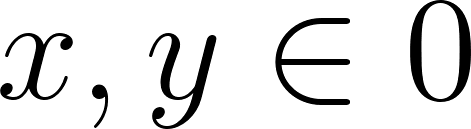 x, y ∈ 0